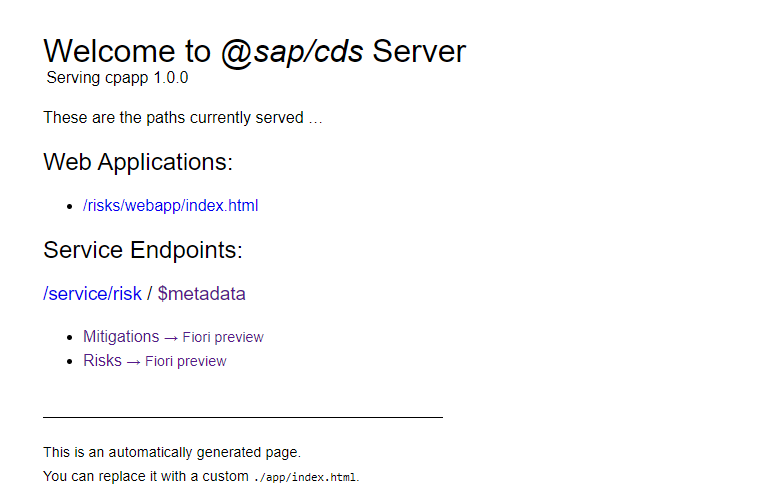 Welcome to @sap/cds Server
Serving cpapp 1.0.0
These are the paths currently served …
Web Applications:
/risks/webapp/index.html
Service Endpoints:
/service/risk / $metadata
Mitigations → Fiori preview
Risks → Fiori preview
This is an automatically generated page.
You can replace it with a custom ./app/index.html.